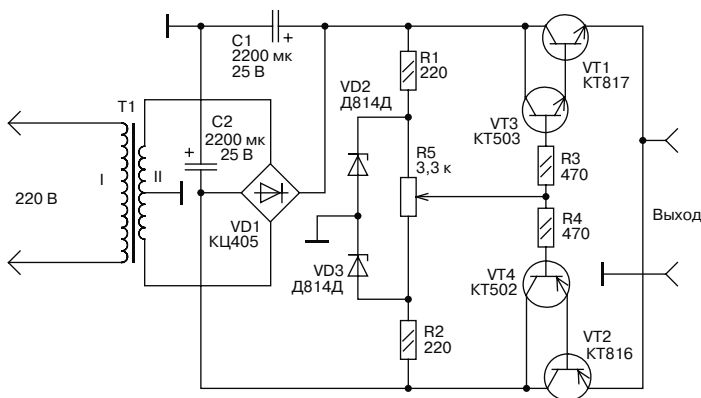 C1
2200 мк
25 В
VT1
КТ817
R1
220
VD2
Д814Д
T1
C2
2200 мк
25 В
VT3
КТ503
R5
3,3 к
R3
470
I
II
220 В
VD1
КЦ405
R4
470
Выход
VD3
Д814Д
VT4
КТ502
R2
220
VT2
КТ816